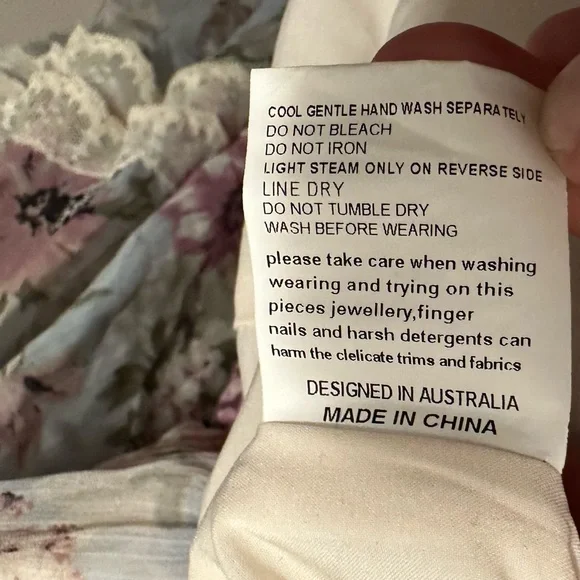 COOL GENTLE HAND WASH SEPARATELY
DO NOT BLEACH
DO NOT IRON
LIGHT STEAM ONLY ON REVERSE SIDE
LINE DRY
DO NOT TUMBLE DRY
WASH BEFORE WEARING
please take care when washing
wearing and trying on this
pieces jewellery,finger
nails and harsh detergents can
harm the clelicate trims and fabrics
DESIGNED IN AUSTRALIA
MADE IN CHINA